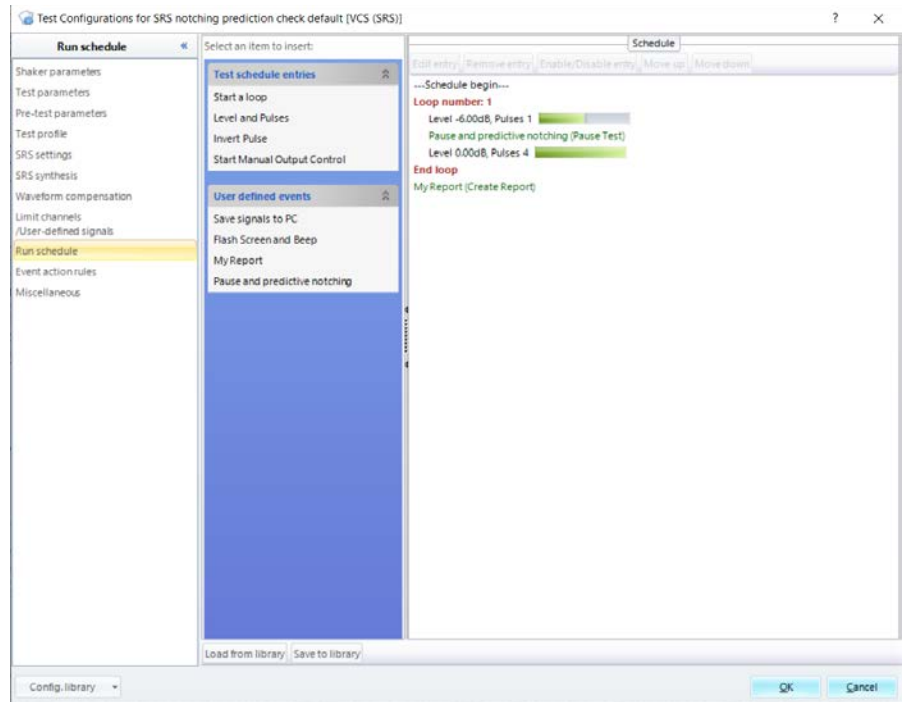 Test Configurations for SRS notching prediction check default [VCS (SRS)]
?
Run schedule
«
Shaker parameters
Test parameters
Pre-test parameters
Test profile
SRS settings
SRS synthesis
Waveform compensation
Limit channels
/User-defined signals
Run schedule
Event action rules
Miscellaneous
Select an item to insert:
Test schedule entries
Start a loop
Level and Pulses
Invert Pulse
Start Manual Output Control
User defined events
Save signals to PC
Flash Screen and Beep
My Report
Pause and predictive notching
Schedule
Edit entry Remove entry Enable/Disable entry Move up Move down
---Schedule begin---
Loop number: 1
Level -6.00dB, Pulses 1
Pause and predictive notching (Pause Test)
Level 0.00dB, Pulses 4
End loop
My Report (Create Report)
Load from library Save to library
Config. library
OK Cancel